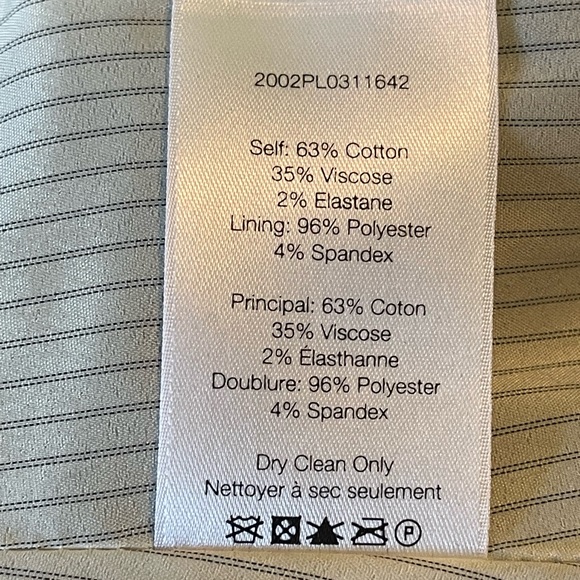 2002PL0311642
Self: 63% Cotton
35% Viscose
2% Elastane
Lining: 96% Polyester
4% Spandex
Principal: 63% Coton
35% Viscose
2% Élasthanne
Doublure: 96% Polyester
4% Spandex
Dry Clean Only
Nettoyer à sec seulement
P